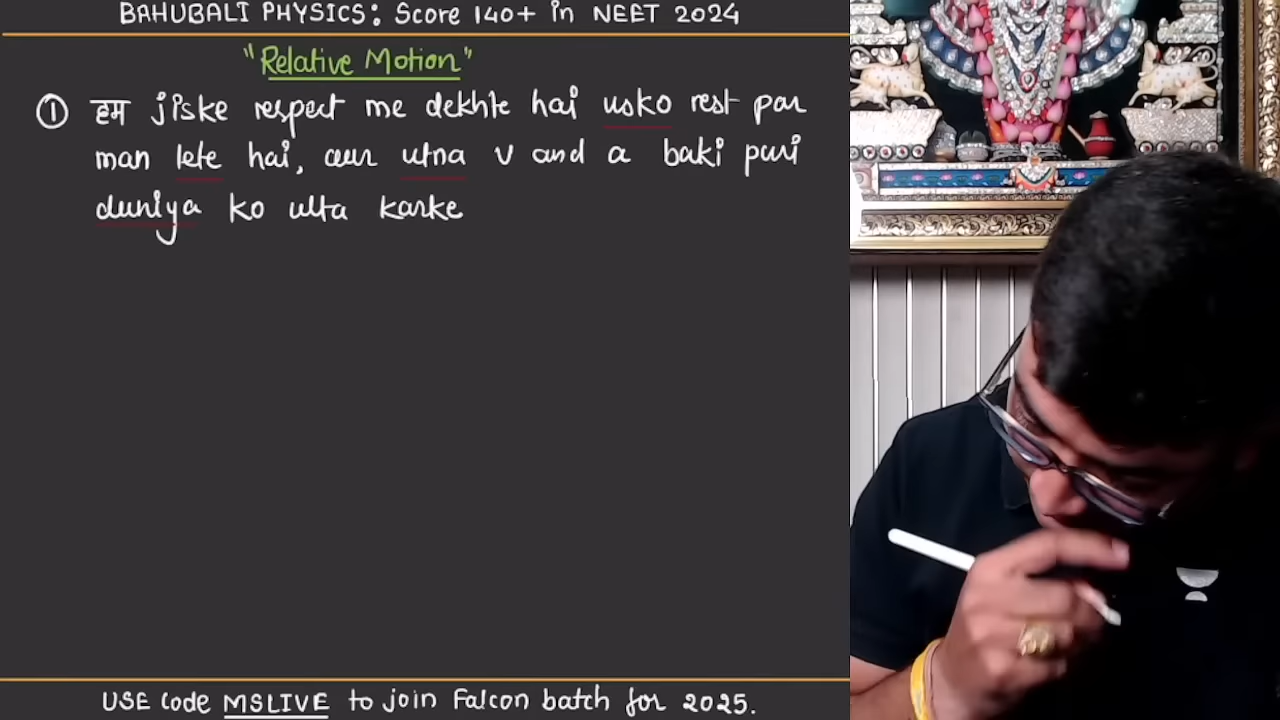 BAHUBALI PHYSICS: Score 140+ in NEET 2024
"Relative Motion"
① हम jiske respect me dekhte hai usko rest par
man lete hai, aur utna v and a baki puri
duniya ko ulta karke
USE Code MSLIVE to join Falcon batch for 2025.